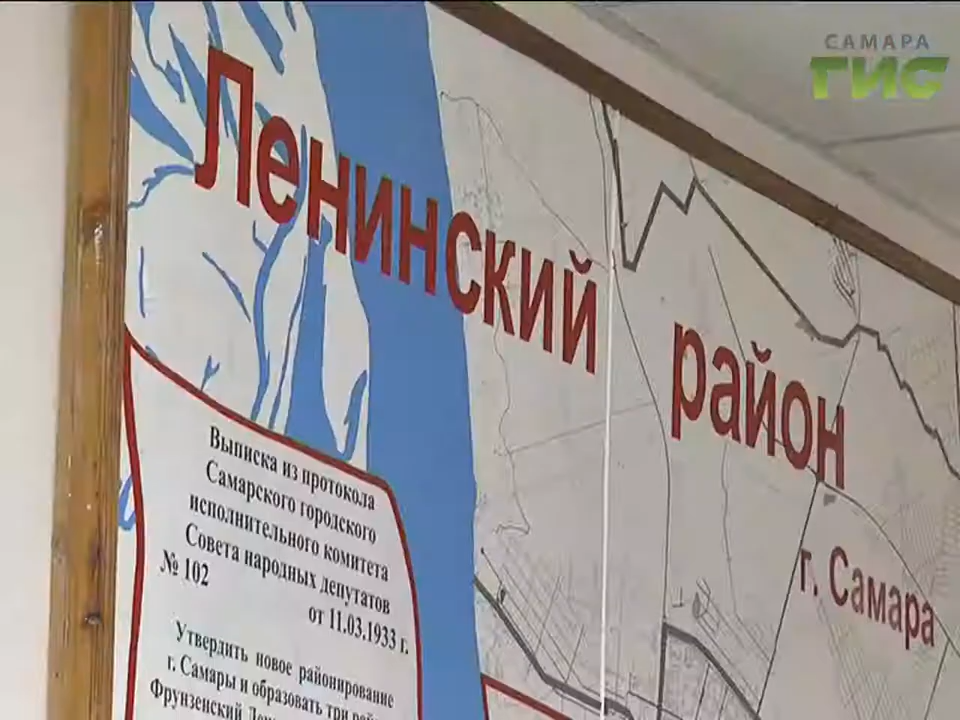 САМАРА
ГИС
Ленинский район
г. Самара
Выписка из протокола
Самарского городского
исполнительного комитета
Совета народных депутатов
№ 102
от 11.03.1933 г.
Утвердить новое районирование
г. Самары и образовать три
Фрунзенский